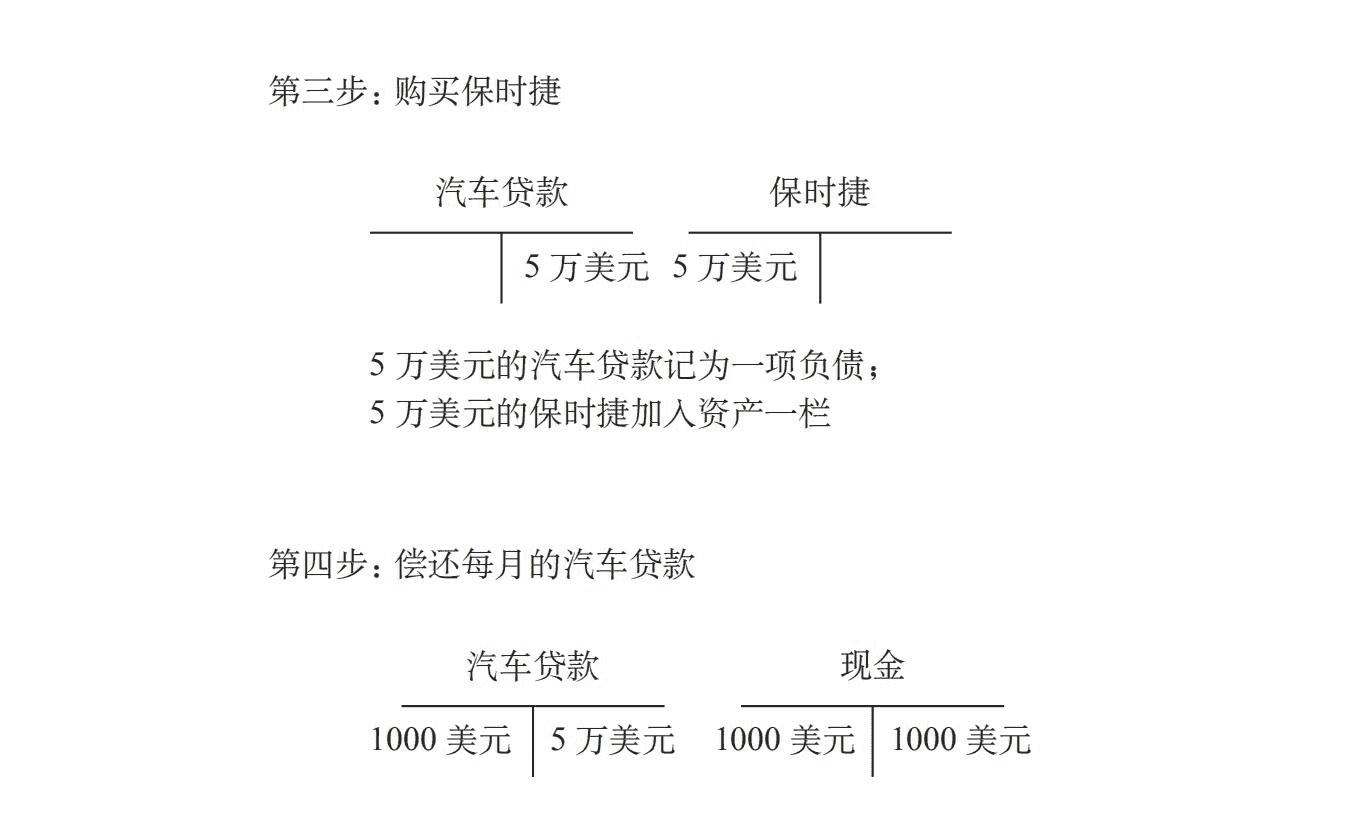 第三步：购买保时捷
汽车贷款 保时捷
5 万美元 5 万美元
5 万美元的汽车贷款记为一项负债；
5 万美元的保时捷加入资产一栏
第四步：偿还每月的汽车贷款
汽车贷款 现金
1000 美元 5 万美元 1000 美元 1000 美元